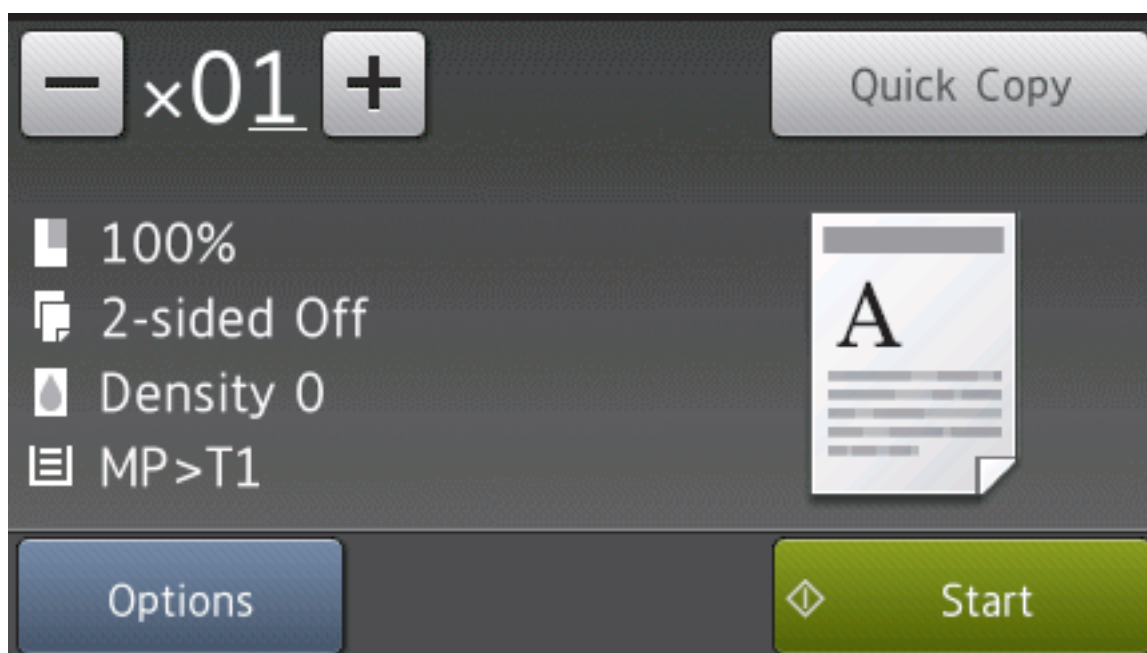 − ×01 + Quick Copy
100%
2-sided Off
Density 0
MP>T1
A
Options Start